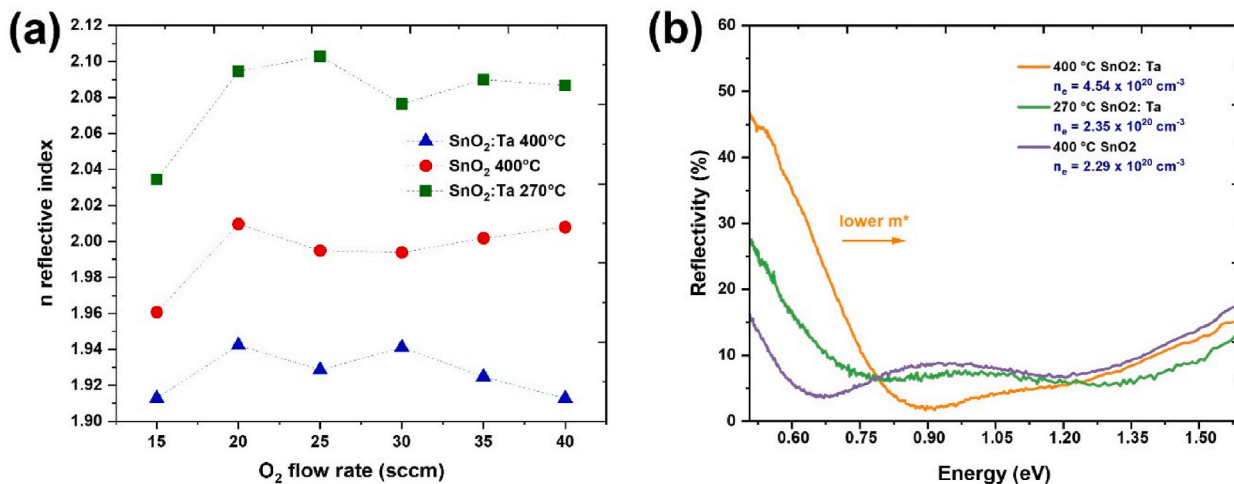 (a)
2.12
2.10
2.08
2.06
2.04
2.02
2.00
1.98
1.96
1.94
1.92
1.90
n reflective index
SnO2:Ta 400°C
SnO2 400°C
SnO2:Ta 270°C
15 20 25 30 35 40
O2 flow rate (sccm)
(b)
60
50
40
30
20
10
0
Reflectivity (%)
400 °C SnO2: Ta
ne = 4.54 x 10^20 cm-3
270 °C SnO2: Ta
ne = 2.35 x 10^20 cm-3
400 °C SnO2
ne = 2.29 x 10^20 cm-3
lower m*
0.60 0.75 0.90 1.05 1.20 1.35 1.50
Energy (eV)